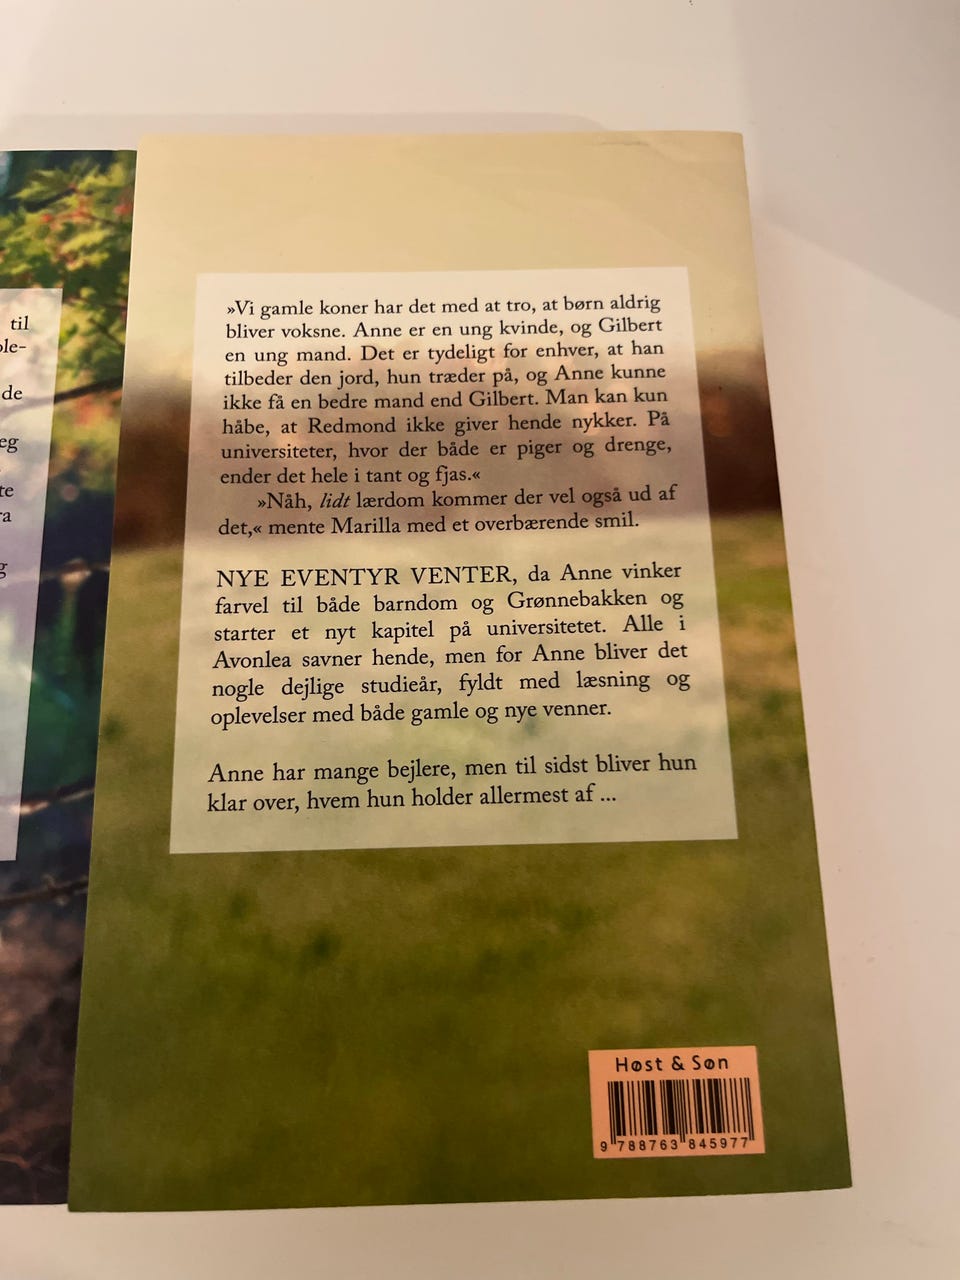 til
ole-
de
eg
te
ra
g
»Vi gamle koner har det med at tro, at børn aldrig
bliver voksne. Anne er en ung kvinde, og Gilbert
en ung mand. Det er tydeligt for enhver, at han
tilbeder den jord, hun træder på, og Anne kunne
ikke få en bedre mand end Gilbert. Man kan kun
håbe, at Redmond ikke giver hende nykker. På
universiteter, hvor der både er piger og drenge,
ender det hele i tant og fjas.«
»Nåh, lidt lærdom kommer der vel også ud af
det,« mente Marilla med et overbærende smil.
NYE EVENTYR VENTER, da Anne vinker
farvel til både barndom og Grønnebakken og
starter et nyt kapitel på universitetet. Alle i
Avonlea savner hende, men for Anne bliver det
nogle dejlige studieår, fyldt med læsning og
oplevelser med både gamle og nye venner.
Anne har mange bejlere, men til sidst bliver hun
klar over, hvem hun holder allermest af ...
Høst & Søn
9 788763 845977